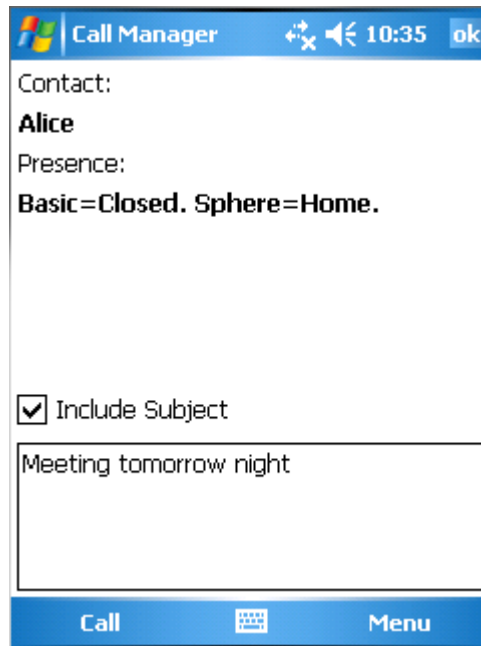 Call Manager 10:35 ok
Contact:
Alice
Presence:
Basic=Closed. Sphere=Home.
Include Subject
Meeting tomorrow night
Call Menu